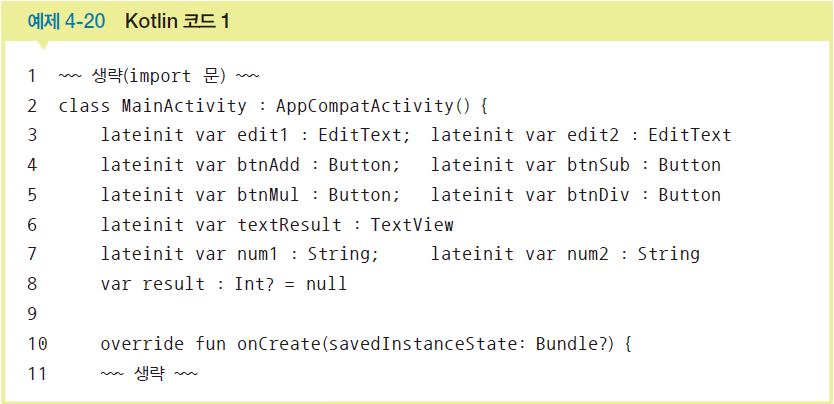 예제 4-20 Kotlin 코드 1
1 ~~ 생략(import 문) ~~
2 class MainActivity : AppCompatActivity() {
3     lateinit var edit1 : EditText;  lateinit var edit2 : EditText
4     lateinit var btnAdd : Button;   lateinit var btnSub : Button
5     lateinit var btnMul : Button;   lateinit var btnDiv : Button
6     lateinit var textResult : TextView
7     lateinit var num1 : String;     lateinit var num2 : String
8     var result : Int? = null
9
10     override fun onCreate(savedInstanceState: Bundle?) {
11     ~~ 생략 ~~